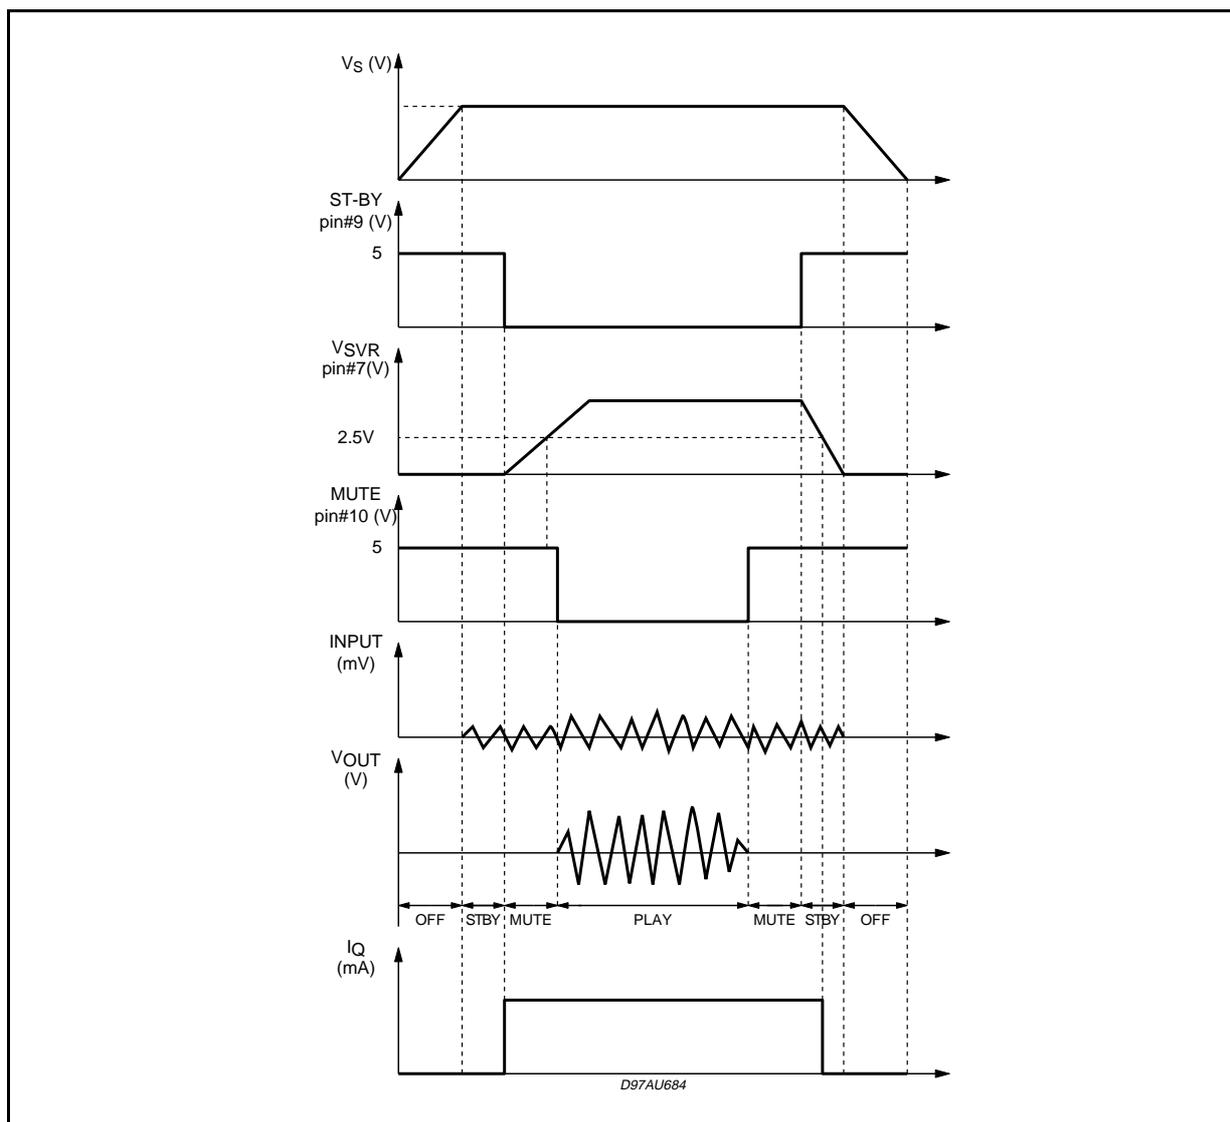 VS (V)
ST-BY
pin#9 (V)
5
VSVR
pin#7(V)
2.5V
MUTE
pin#10 (V)
5
INPUT
(mV)
VOUT
(V)
OFF STBY MUTE PLAY MUTE STBY OFF
IQ
(mA)
D97AU684